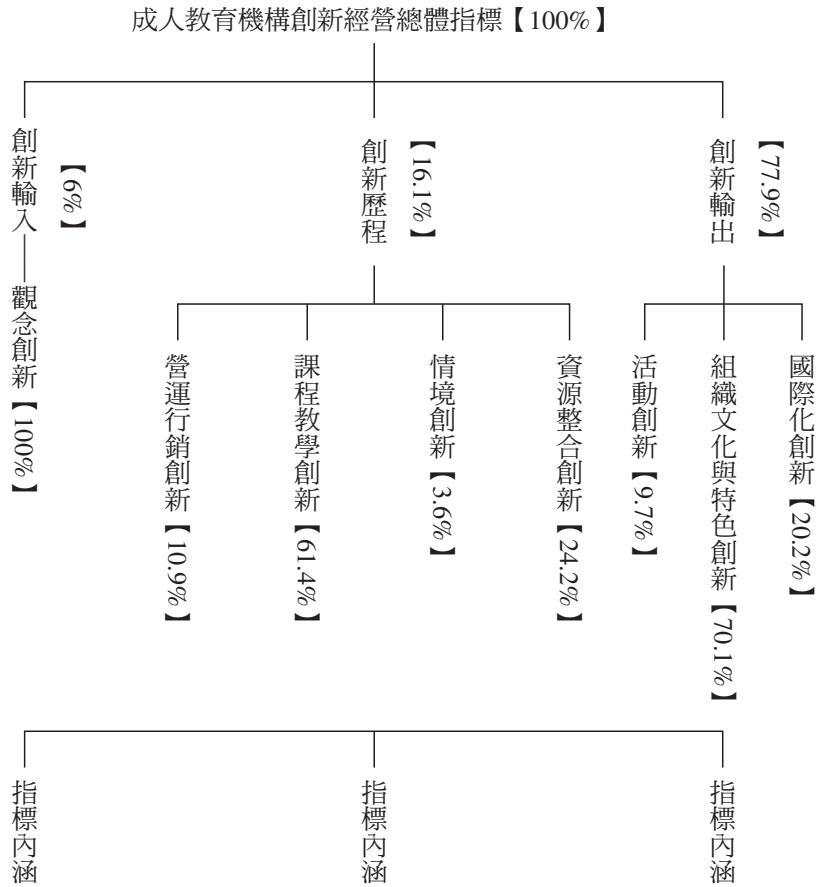 成人教育機構創新經營總體指標【100%】
創新輸入——觀念創新【100%】
【6%】
創新歷程
【16.1%】
創新輸出
【77.9%】
營運行銷創新【10.9%】
課程教學創新【61.4%】
情境創新【3.6%】
資源整合創新【24.2%】
活動創新【9.7%】
組織文化與特色創新【70.1%】
國際化創新【20.2%】
指標內涵
指標內涵
指標內涵